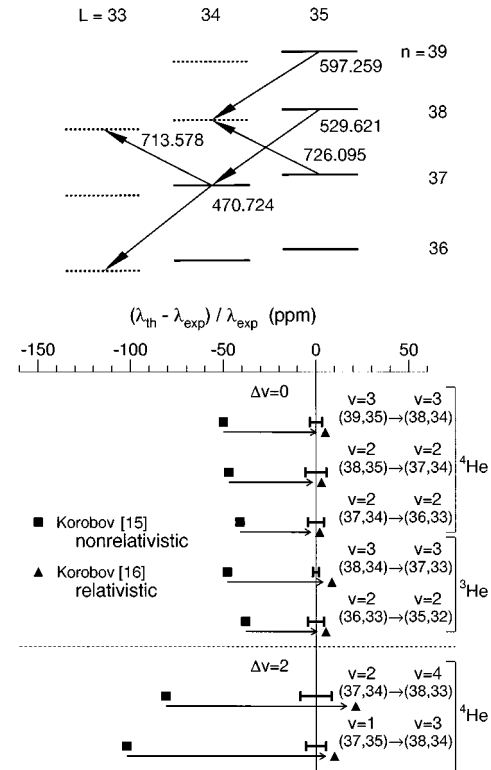 L = 33 34 35
n = 39
597.259
38
713.578 529.621
726.095
37
470.724
36
(λth - λexp) / λexp (ppm)
-150 -100 -50 0 50
Δv=0
v=3 v=3
(39,35)→(38,34)
v=2 v=2
(38,35)→(37,34)
4He
v=2 v=2
(37,34)→(36,33)
■ Korobov [15]
nonrelativistic
v=3 v=3
(38,34)→(37,33)
▲ Korobov [16]
relativistic
3He
v=2 v=2
(36,33)→(35,32)
Δv=2
v=2 v=4
(37,34)→(38,33)
4He
v=1 v=3
(37,35)→(38,34)